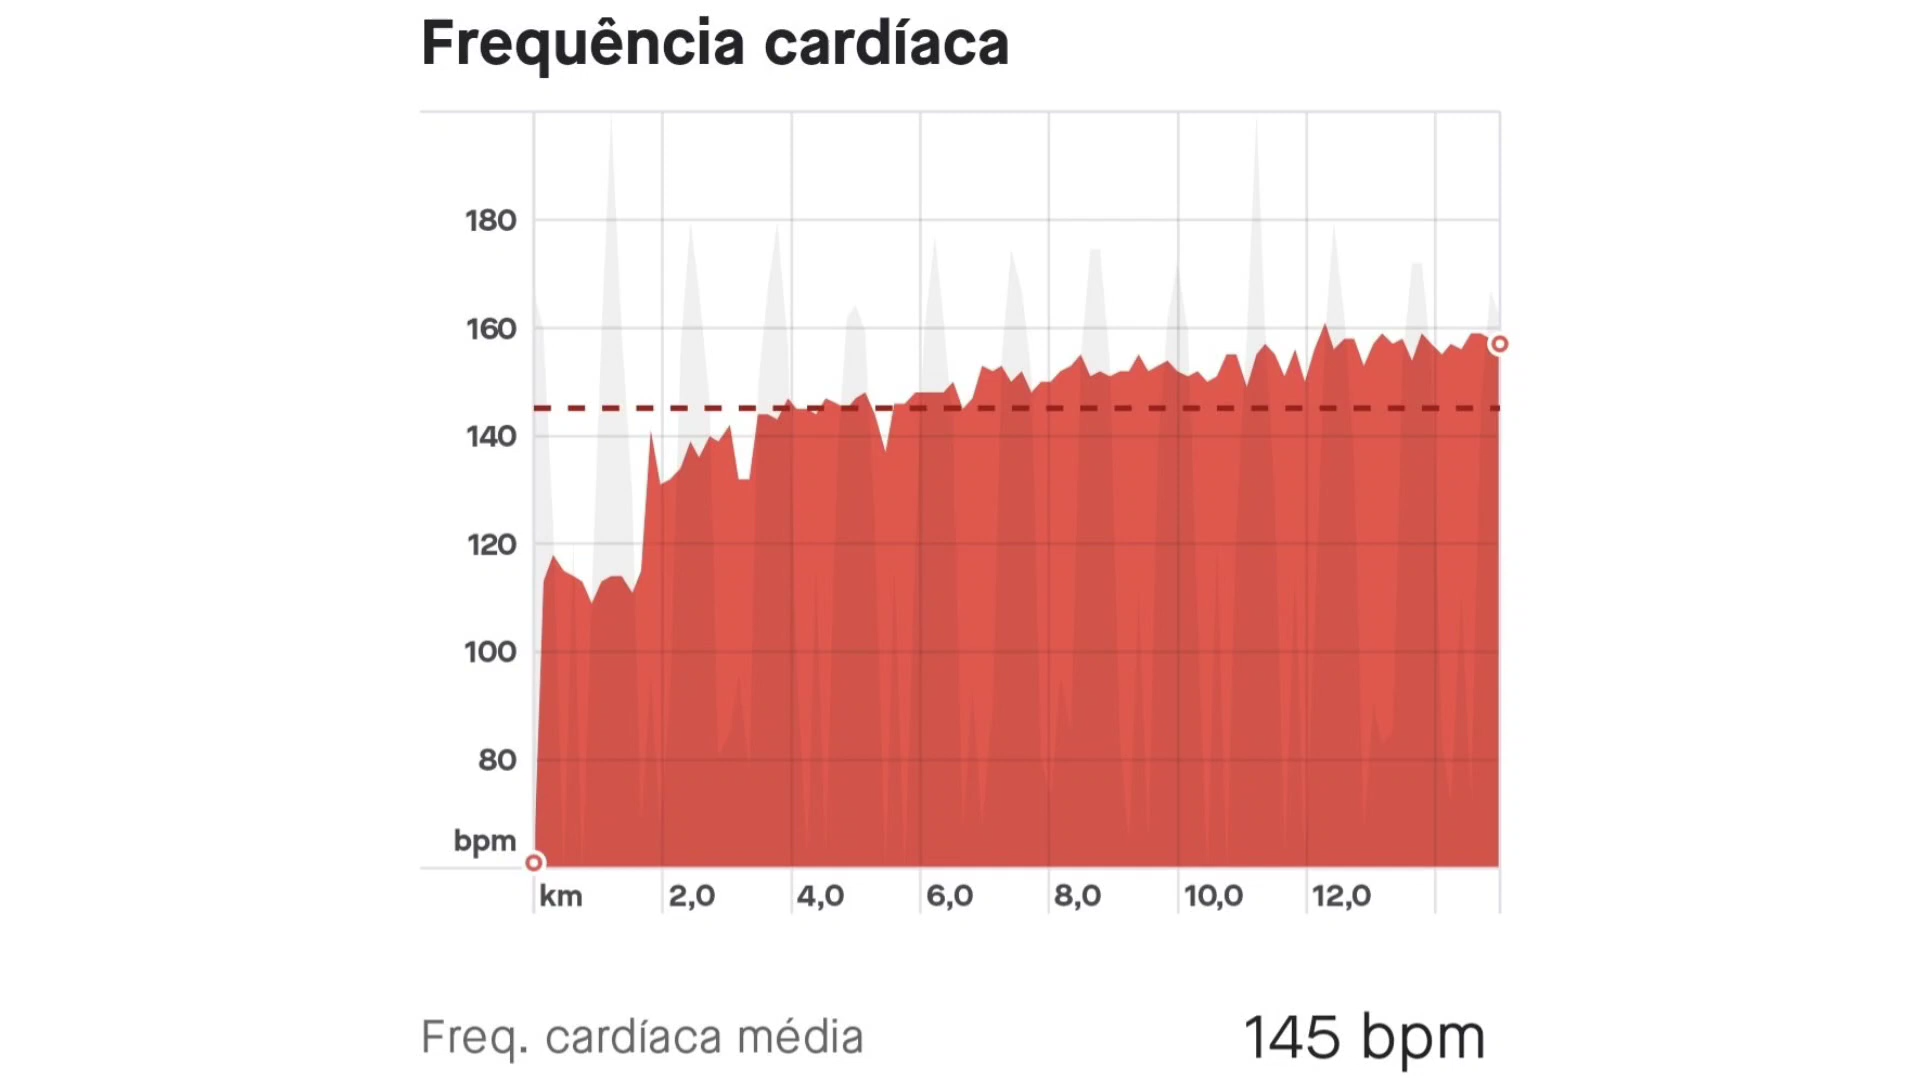 Frequência cardíaca
180
160
140
120
100
80
bpm
km 2,0 4,0 6,0 8,0 10,0 12,0
Freq. cardíaca média 145 bpm